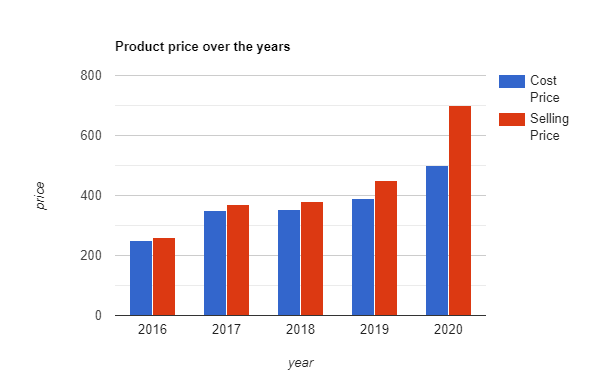 Product price over the years
800
600
400
200
0
price
2016 2017 2018 2019 2020
year
Cost
Price
Selling
Price